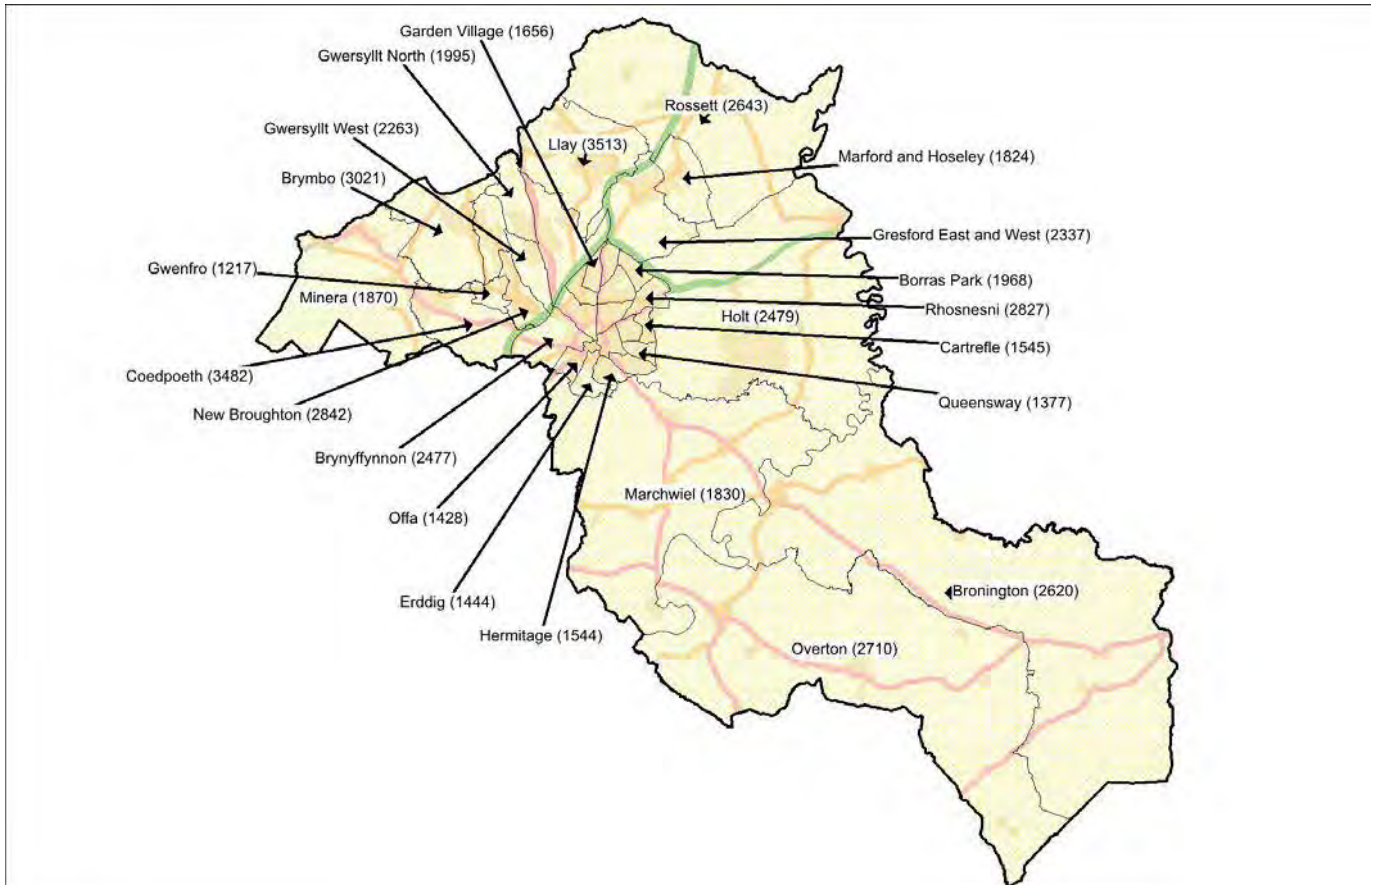 Garden Village (1656)
Gwersyllt North (1995)
Rossett (2643)
Gwersyllt West (2263)
Llay (3513)
Marford and Hoseley (1824)
Brymbo (3021)
Gresford East and West (2337)
Gwenfro (1217)
Borras Park (1968)
Minera (1870)
Rhosnesni (2827)
Holt (2479)
Cartrefle (1545)
Coedpoeth (3482)
Queensway (1377)
New Broughton (2842)
Brynyffynnon (2477)
Marchwiel (1830)
Offa (1428)
Bronington (2620)
Erddig (1444)
Hermitage (1544)
Overton (2710)